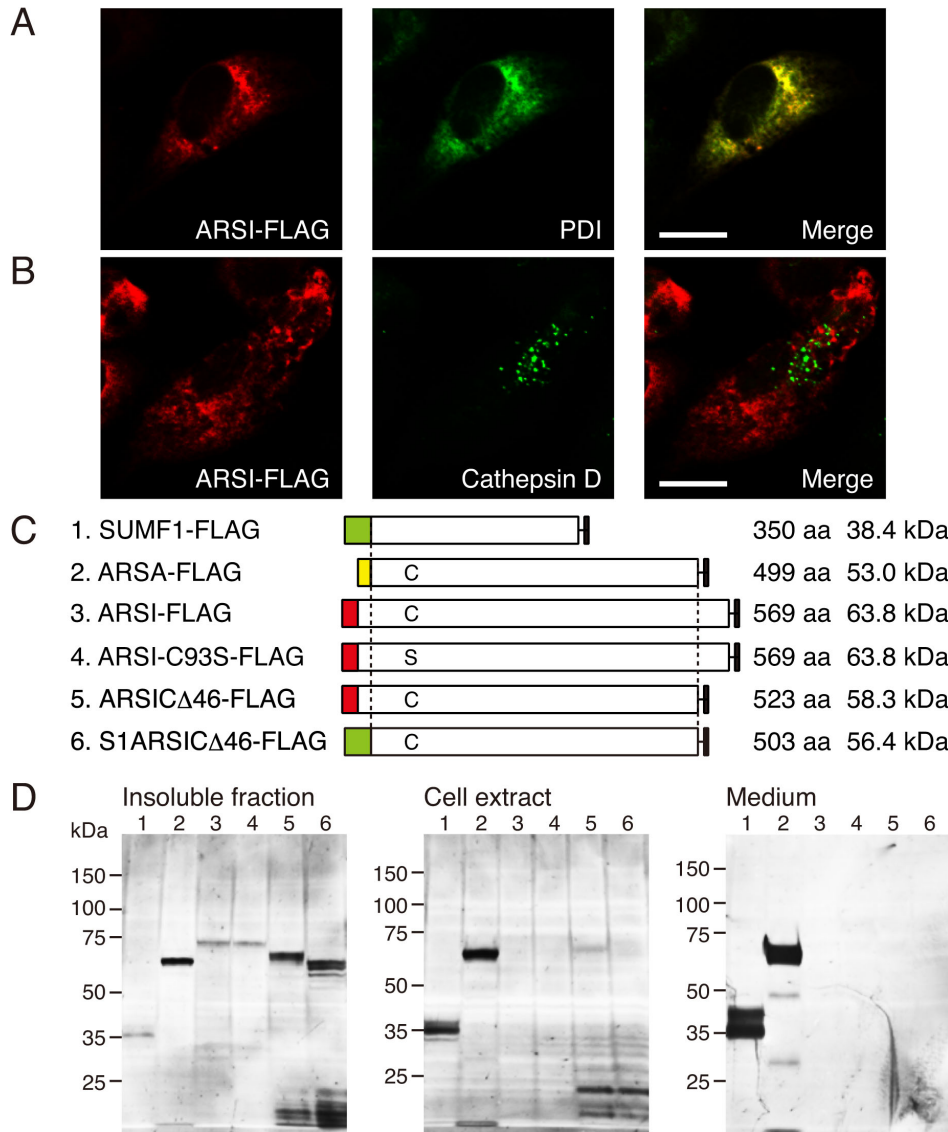 A
ARSI-FLAG PDI Merge
B
ARSI-FLAG Cathepsin D Merge
C
1. SUMF1-FLAG 350 aa 38.4 kDa
2. ARSA-FLAG C 499 aa 53.0 kDa
3. ARSI-FLAG C 569 aa 63.8 kDa
4. ARSI-C93S-FLAG S 569 aa 63.8 kDa
5. ARSICΔ46-FLAG C 523 aa 58.3 kDa
6. S1ARSICΔ46-FLAG C 503 aa 56.4 kDa
D Insoluble fraction Cell extract Medium
kDa 1 2 3 4 5 6 1 2 3 4 5 6 1 2 3 4 5 6
150 150 150
100 100 100
75 75 75
50 50 50
35 35 35
25 25 25